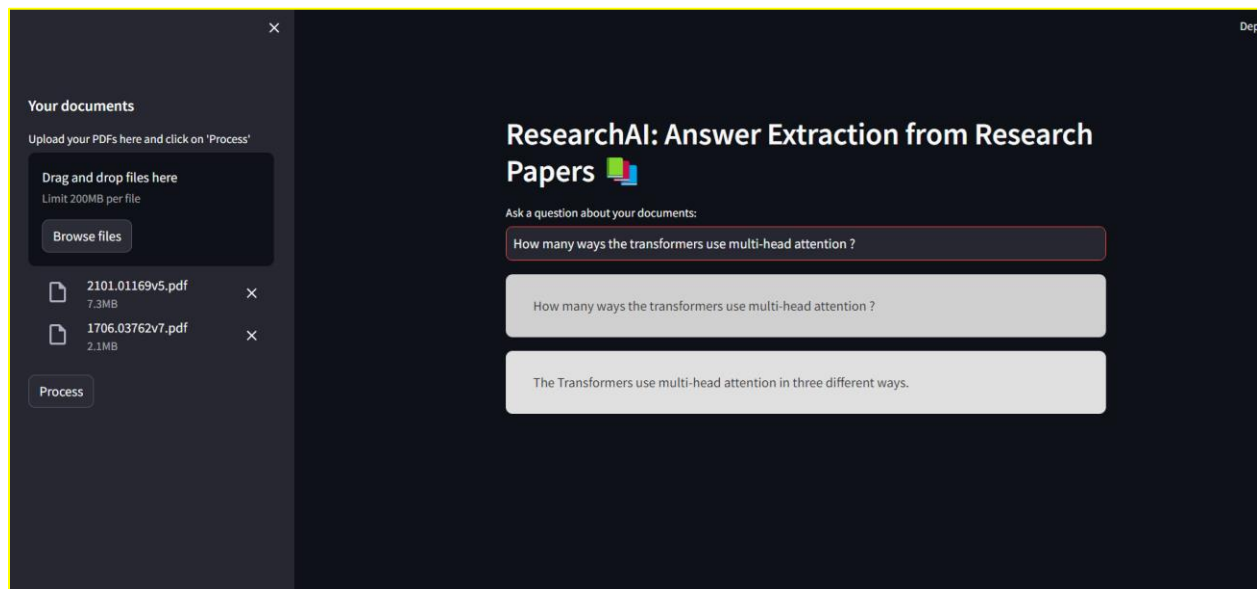 Dep
Your documents
Upload your PDFs here and click on 'Process'
Drag and drop files here
Limit 200MB per file
Browse files
2101.01169v5.pdf
7.3MB
1706.03762v7.pdf
2.1MB
Process
ResearchAI: Answer Extraction from Research
Papers
Ask a question about your documents:
How many ways the transformers use multi-head attention ?
How many ways the transformers use multi-head attention ?
The Transformers use multi-head attention in three different ways.